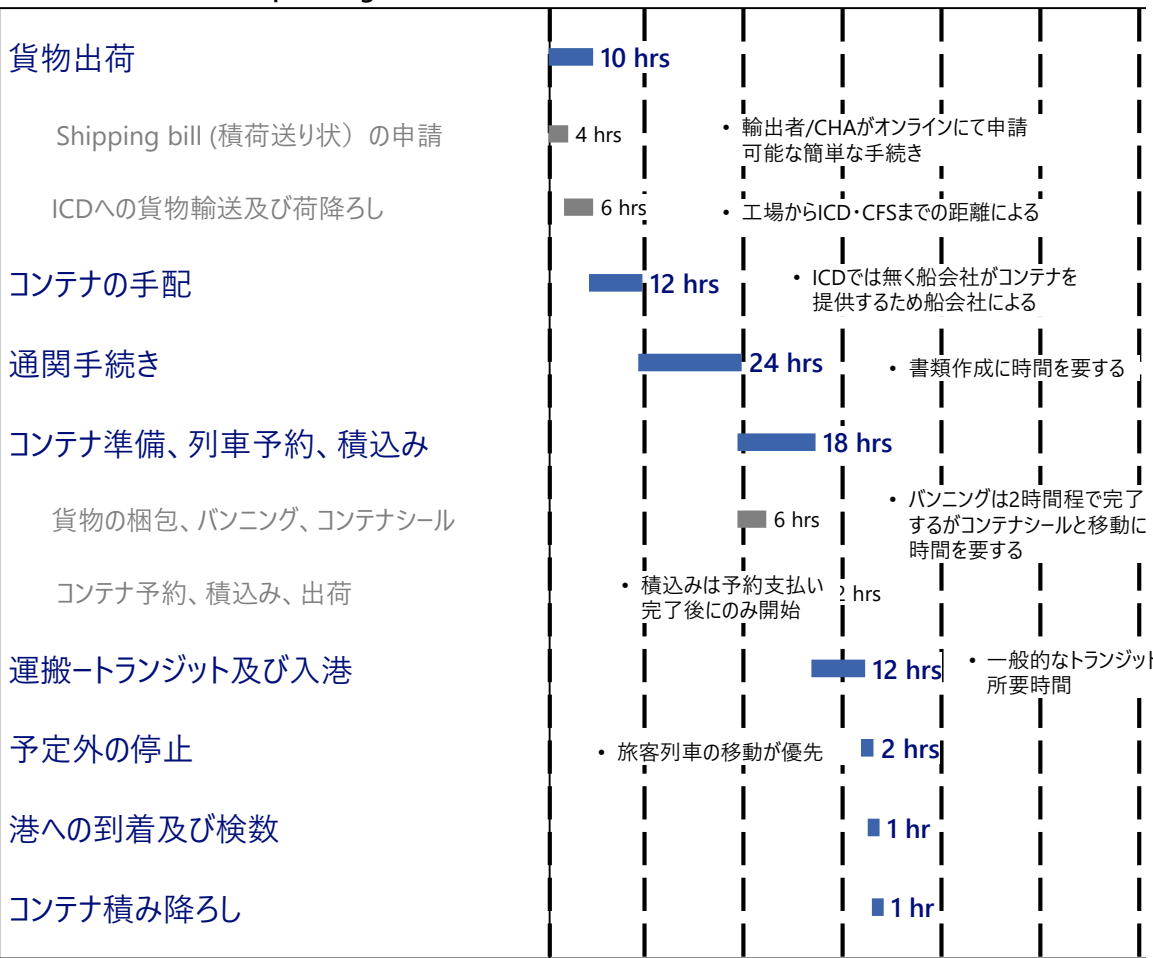 貨物出荷
10 hrs
Shipping bill (積荷送り状）の申請
4 hrs
• 輸出者/CHAがオンラインにて申請
可能な簡単な手続き
ICDへの貨物輸送及び荷降ろし
6 hrs
• 工場からICD・CFSまでの距離による
コンテナの手配
12 hrs
• ICDでは無く船会社がコンテナを
提供するため船会社による
通関手続き
24 hrs
• 書類作成に時間を要する
コンテナ準備、列車予約、積込み
18 hrs
貨物の梱包、バンニング、コンテナシール
6 hrs
• バンニングは2時間程で完了
するがコンテナシールと移動に
時間を要する
コンテナ予約、積込み、出荷
• 積込みは予約支払い
完了後にのみ開始
2 hrs
運搬ートランジット及び入港
12 hrs
• 一般的なトランジット
所要時間
予定外の停止
• 旅客列車の移動が優先
2 hrs
港への到着及び検数
1 hr
コンテナ積み降ろし
1 hr